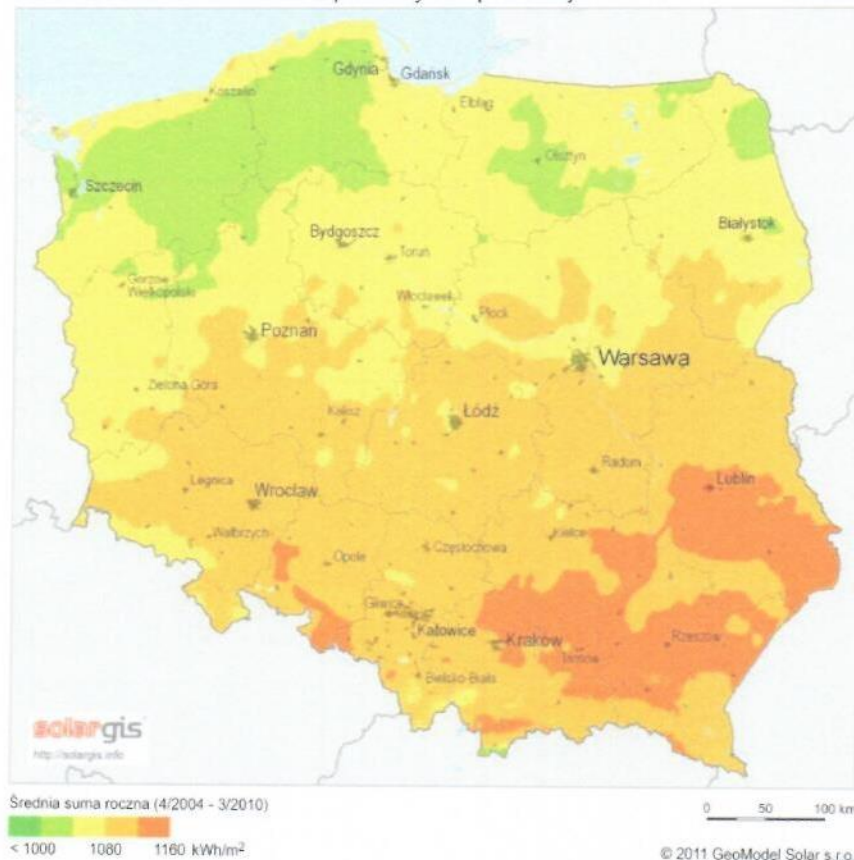 Gdynia
Gdańsk
Koszalin
Elbląg
Olsztyn
Szczecin
Białystok
Bydgoszcz
Toruń
Gorzów
Wielkopolski
Włocławek
Płock
Poznań
Warsawa
Zielona Góra
Kalisz
Łódź
Radom
Lublin
Legnica
Wrocław
Wałbrzych
Opole
Częstochowa
Kielce
Gliwice
Katowice
Kraków
Tarnów
Rzeszów
Bielsko-Biała
solargis
http://solargis.info
Średnia suma roczna (4/2004 - 3/2010)
< 1000 1080 1160 kWh/m²
0 50 100 km
© 2011 GeoModel Solar s.r.o.